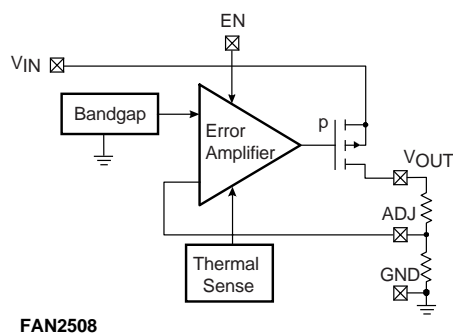 EN
VIN
Bandgap
Error
Amplifier
p
VOUT
ADJ
GND
Thermal
Sense
FAN2508